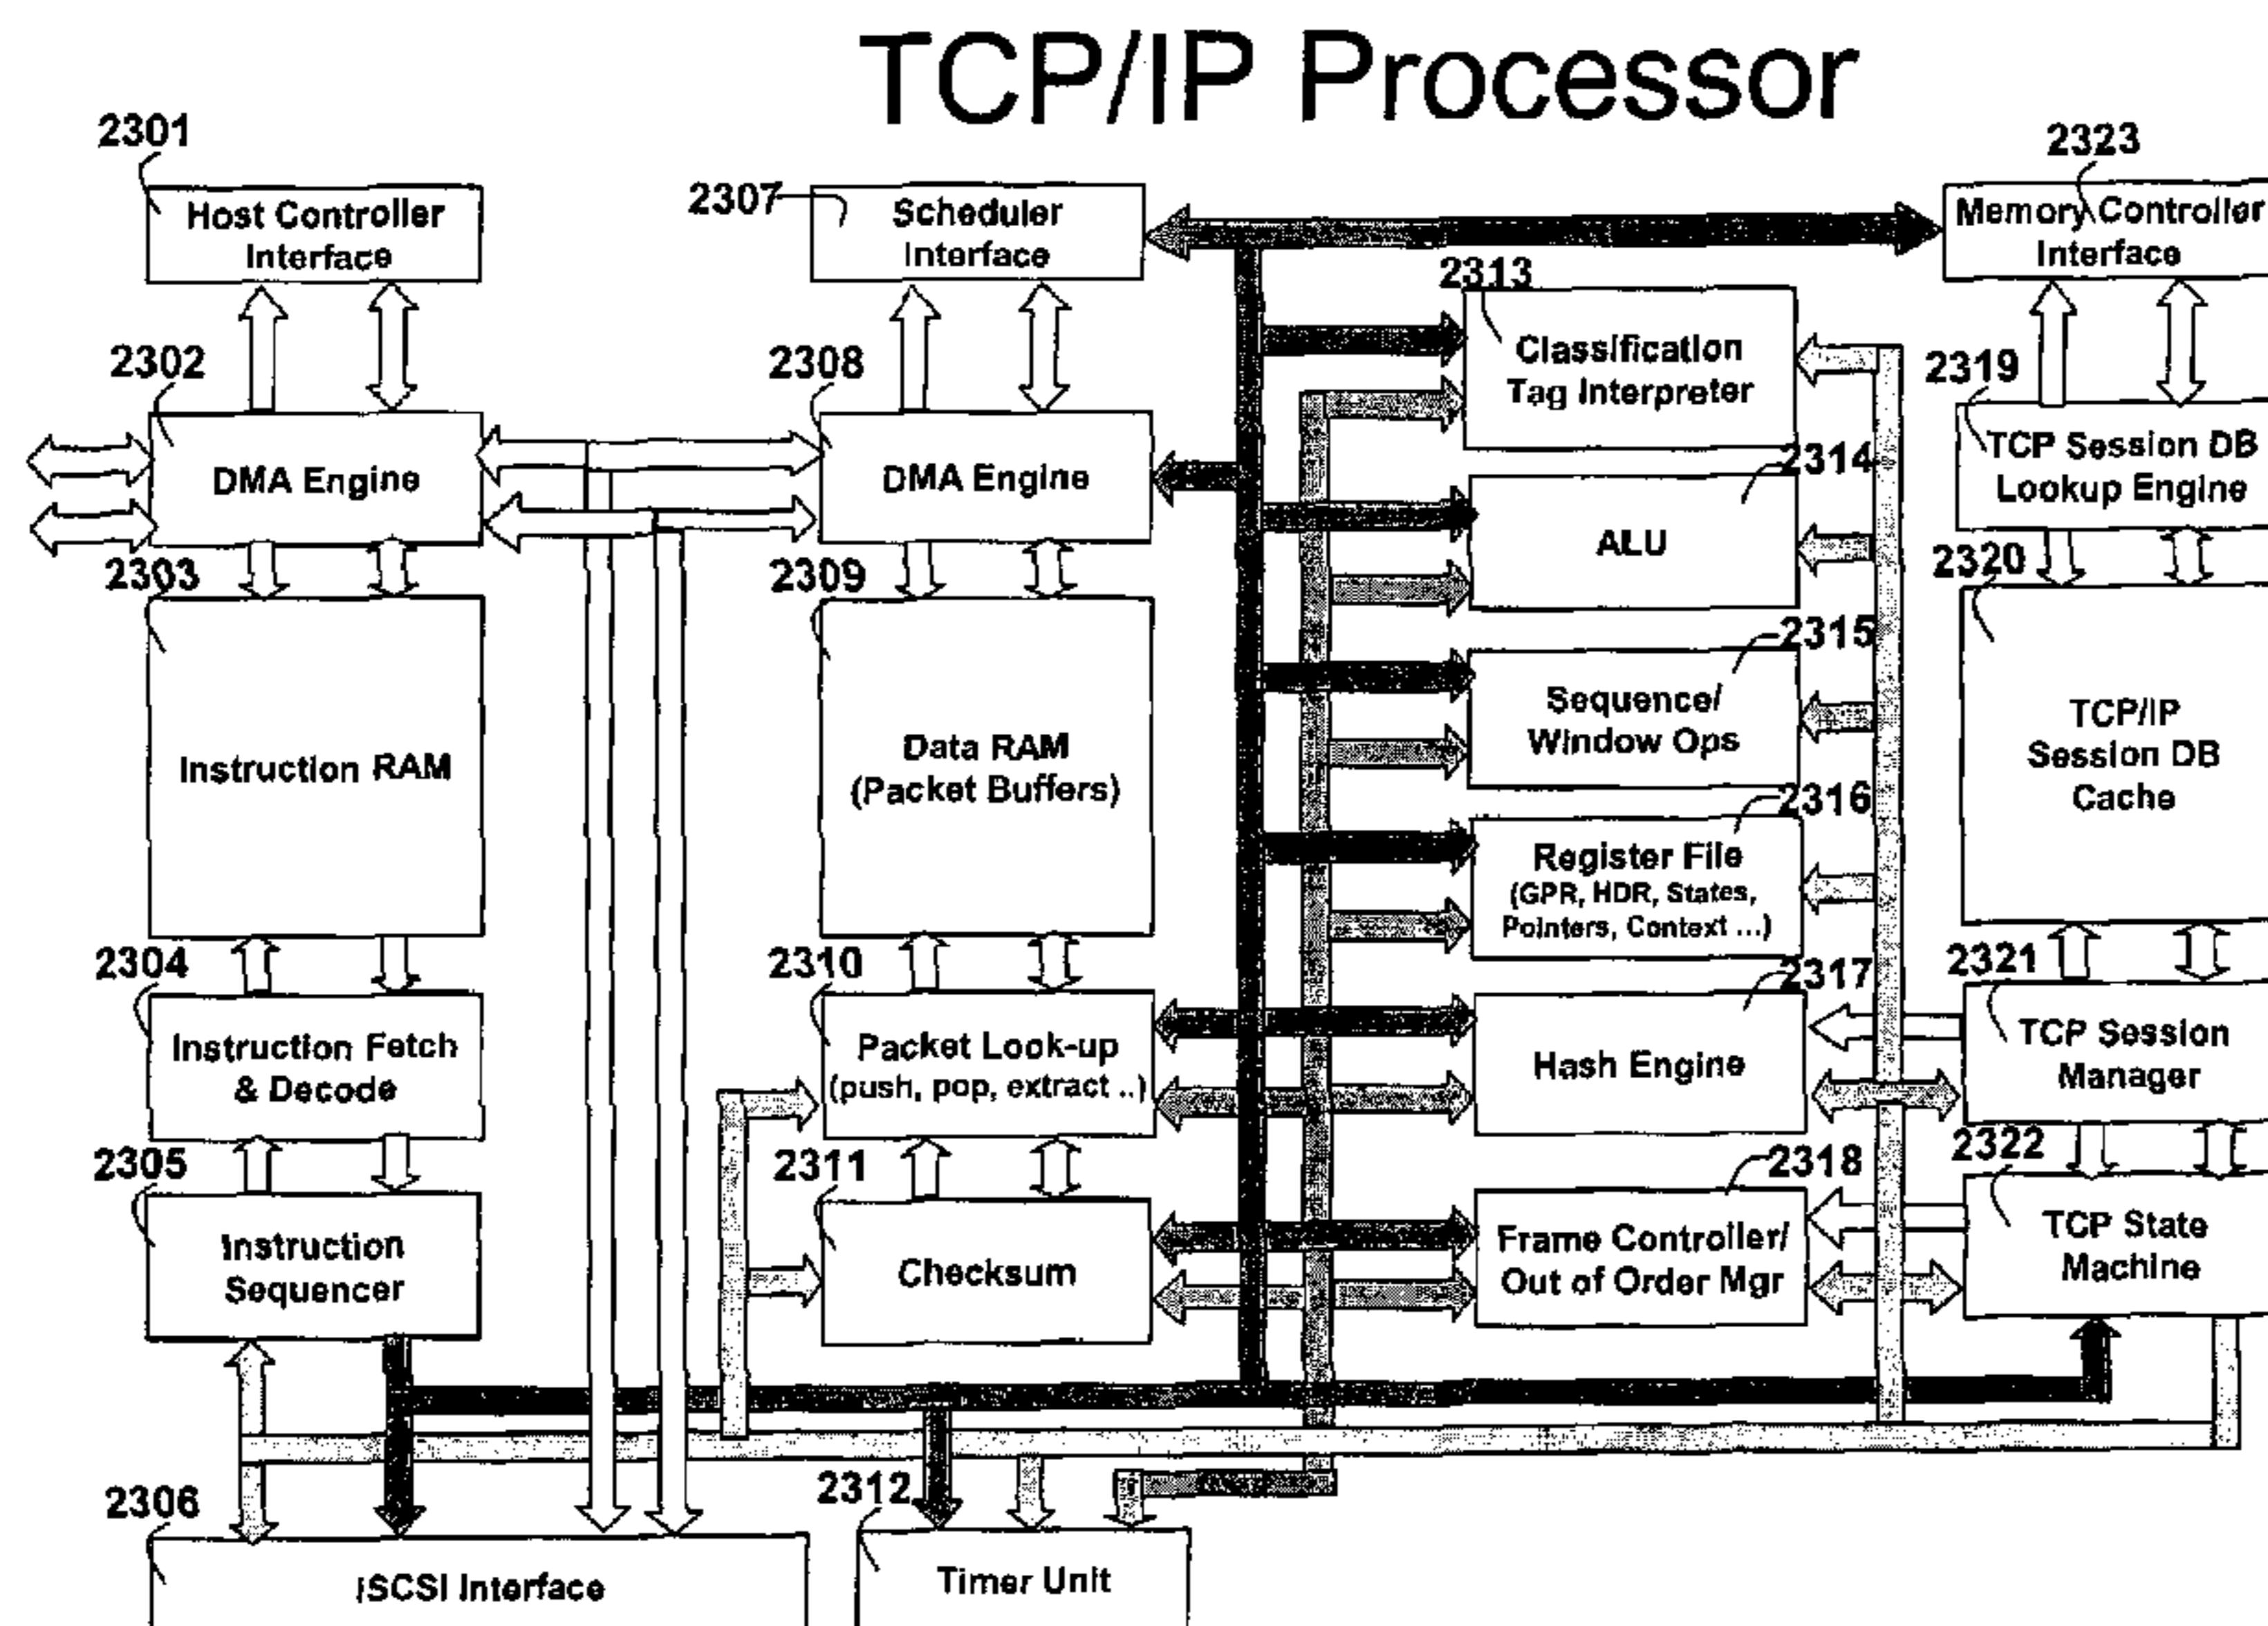 TCP/IP Processor
2301
Host Controller
Interface
2302
DMA Engine
2303
Instruction RAM
2304
Instruction Fetch
& Decode
2305
Instruction
Sequencer
2306
iSCSI Interface
2307
Scheduler
Interface
2308
DMA Engine
2309
Data RAM
(Packet Buffers)
2310
Packet Look-up
(push, pop, extract ..)
2311
Checksum
2312
Timer Unit
2313
Classification
Tag Interpreter
2314
ALU
2315
Sequence/
Window Ops
2316
Register File
(GPR, HDR, States,
Pointers, Context ...)
2317
Hash Engine
2318
Frame Controller/
Out of Order Mgr
2323
Memory Controller
Interface
2319
TCP Session DB
Lookup Engine
2320
TCP/IP
Session DB
Cache
2321
TCP Session
Manager
2322
TCP State
Machine